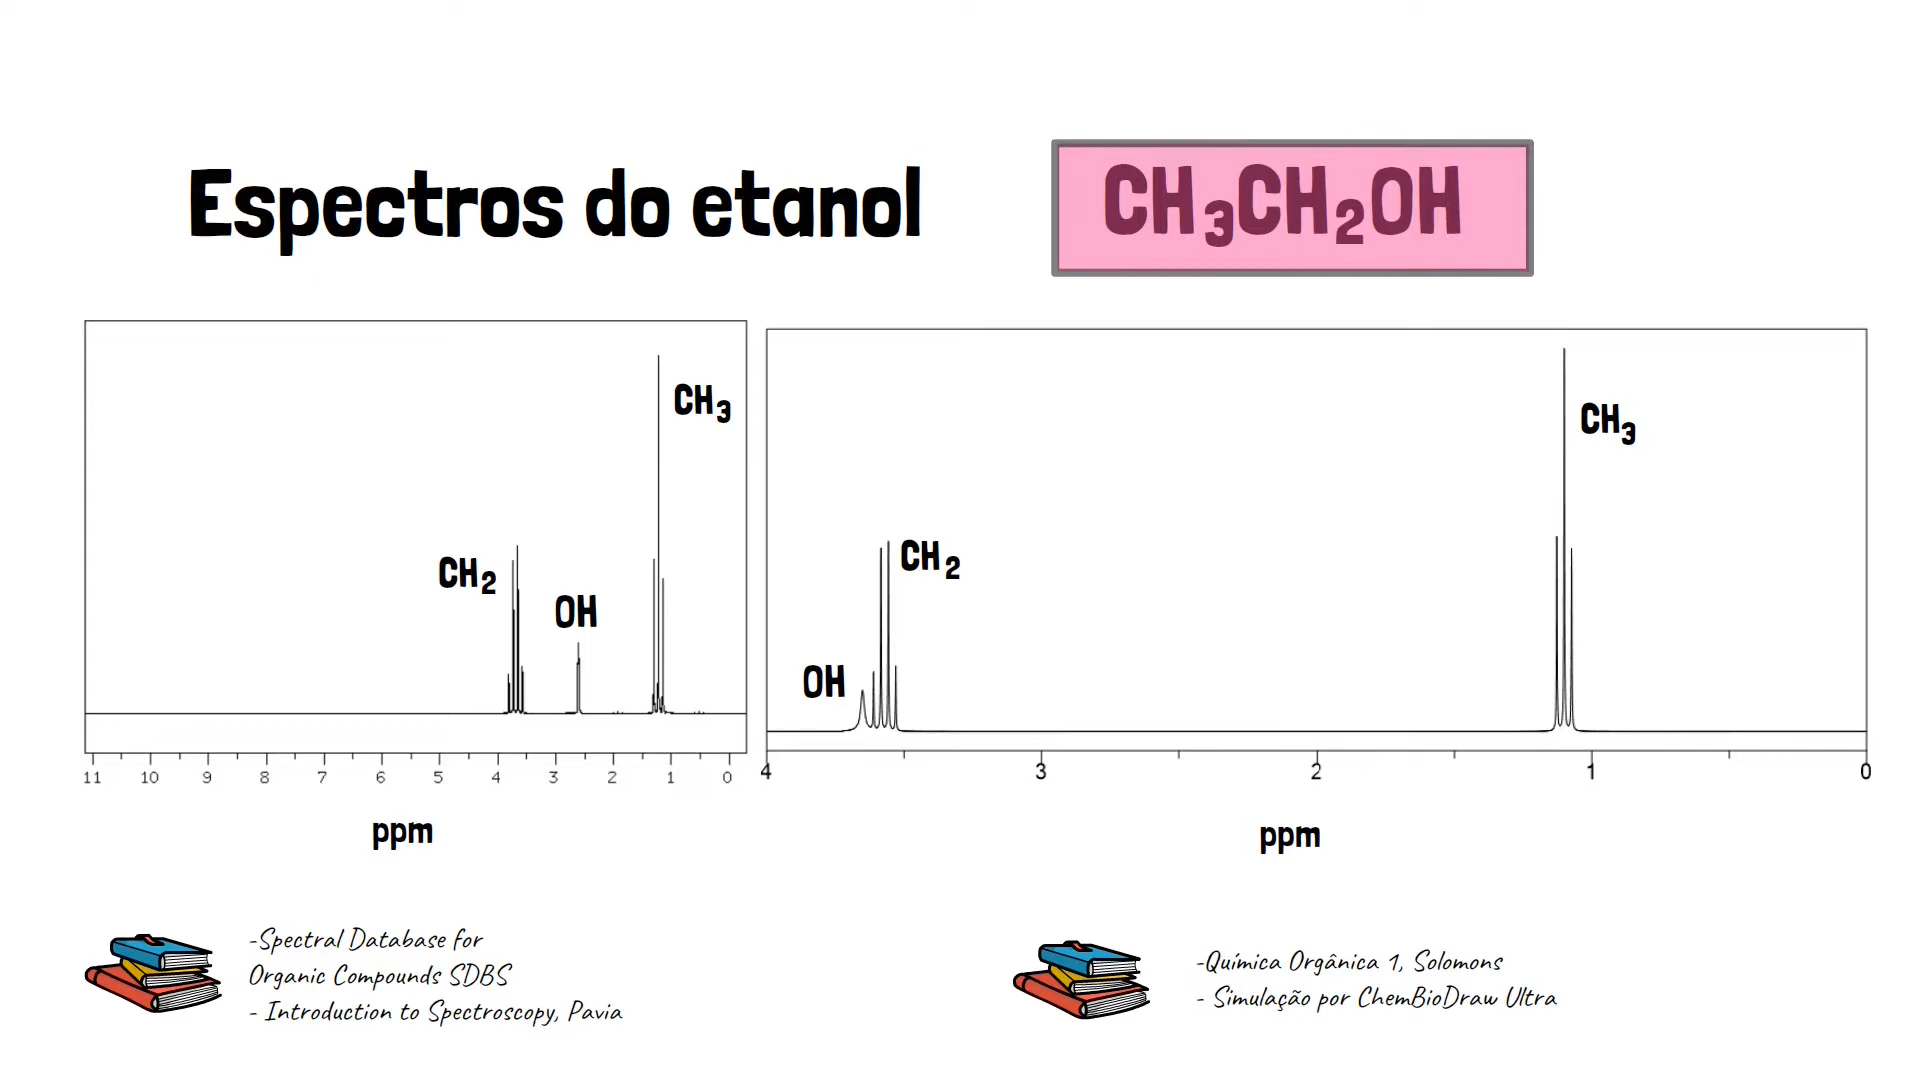 Espectros do etanol
CH₃CH₂OH
CH₃
CH₂
OH
11 10 9 8 7 6 5 4 3 2 1 0
ppm
CH₃
CH₂
OH
4 3 2 1 0
ppm
-Spectral Database for
Organic Compounds SDBS
- Introduction to Spectroscopy, Pavia
-Química Orgânica 1, Solomons
- Simulação por ChemBioDraw Ultra